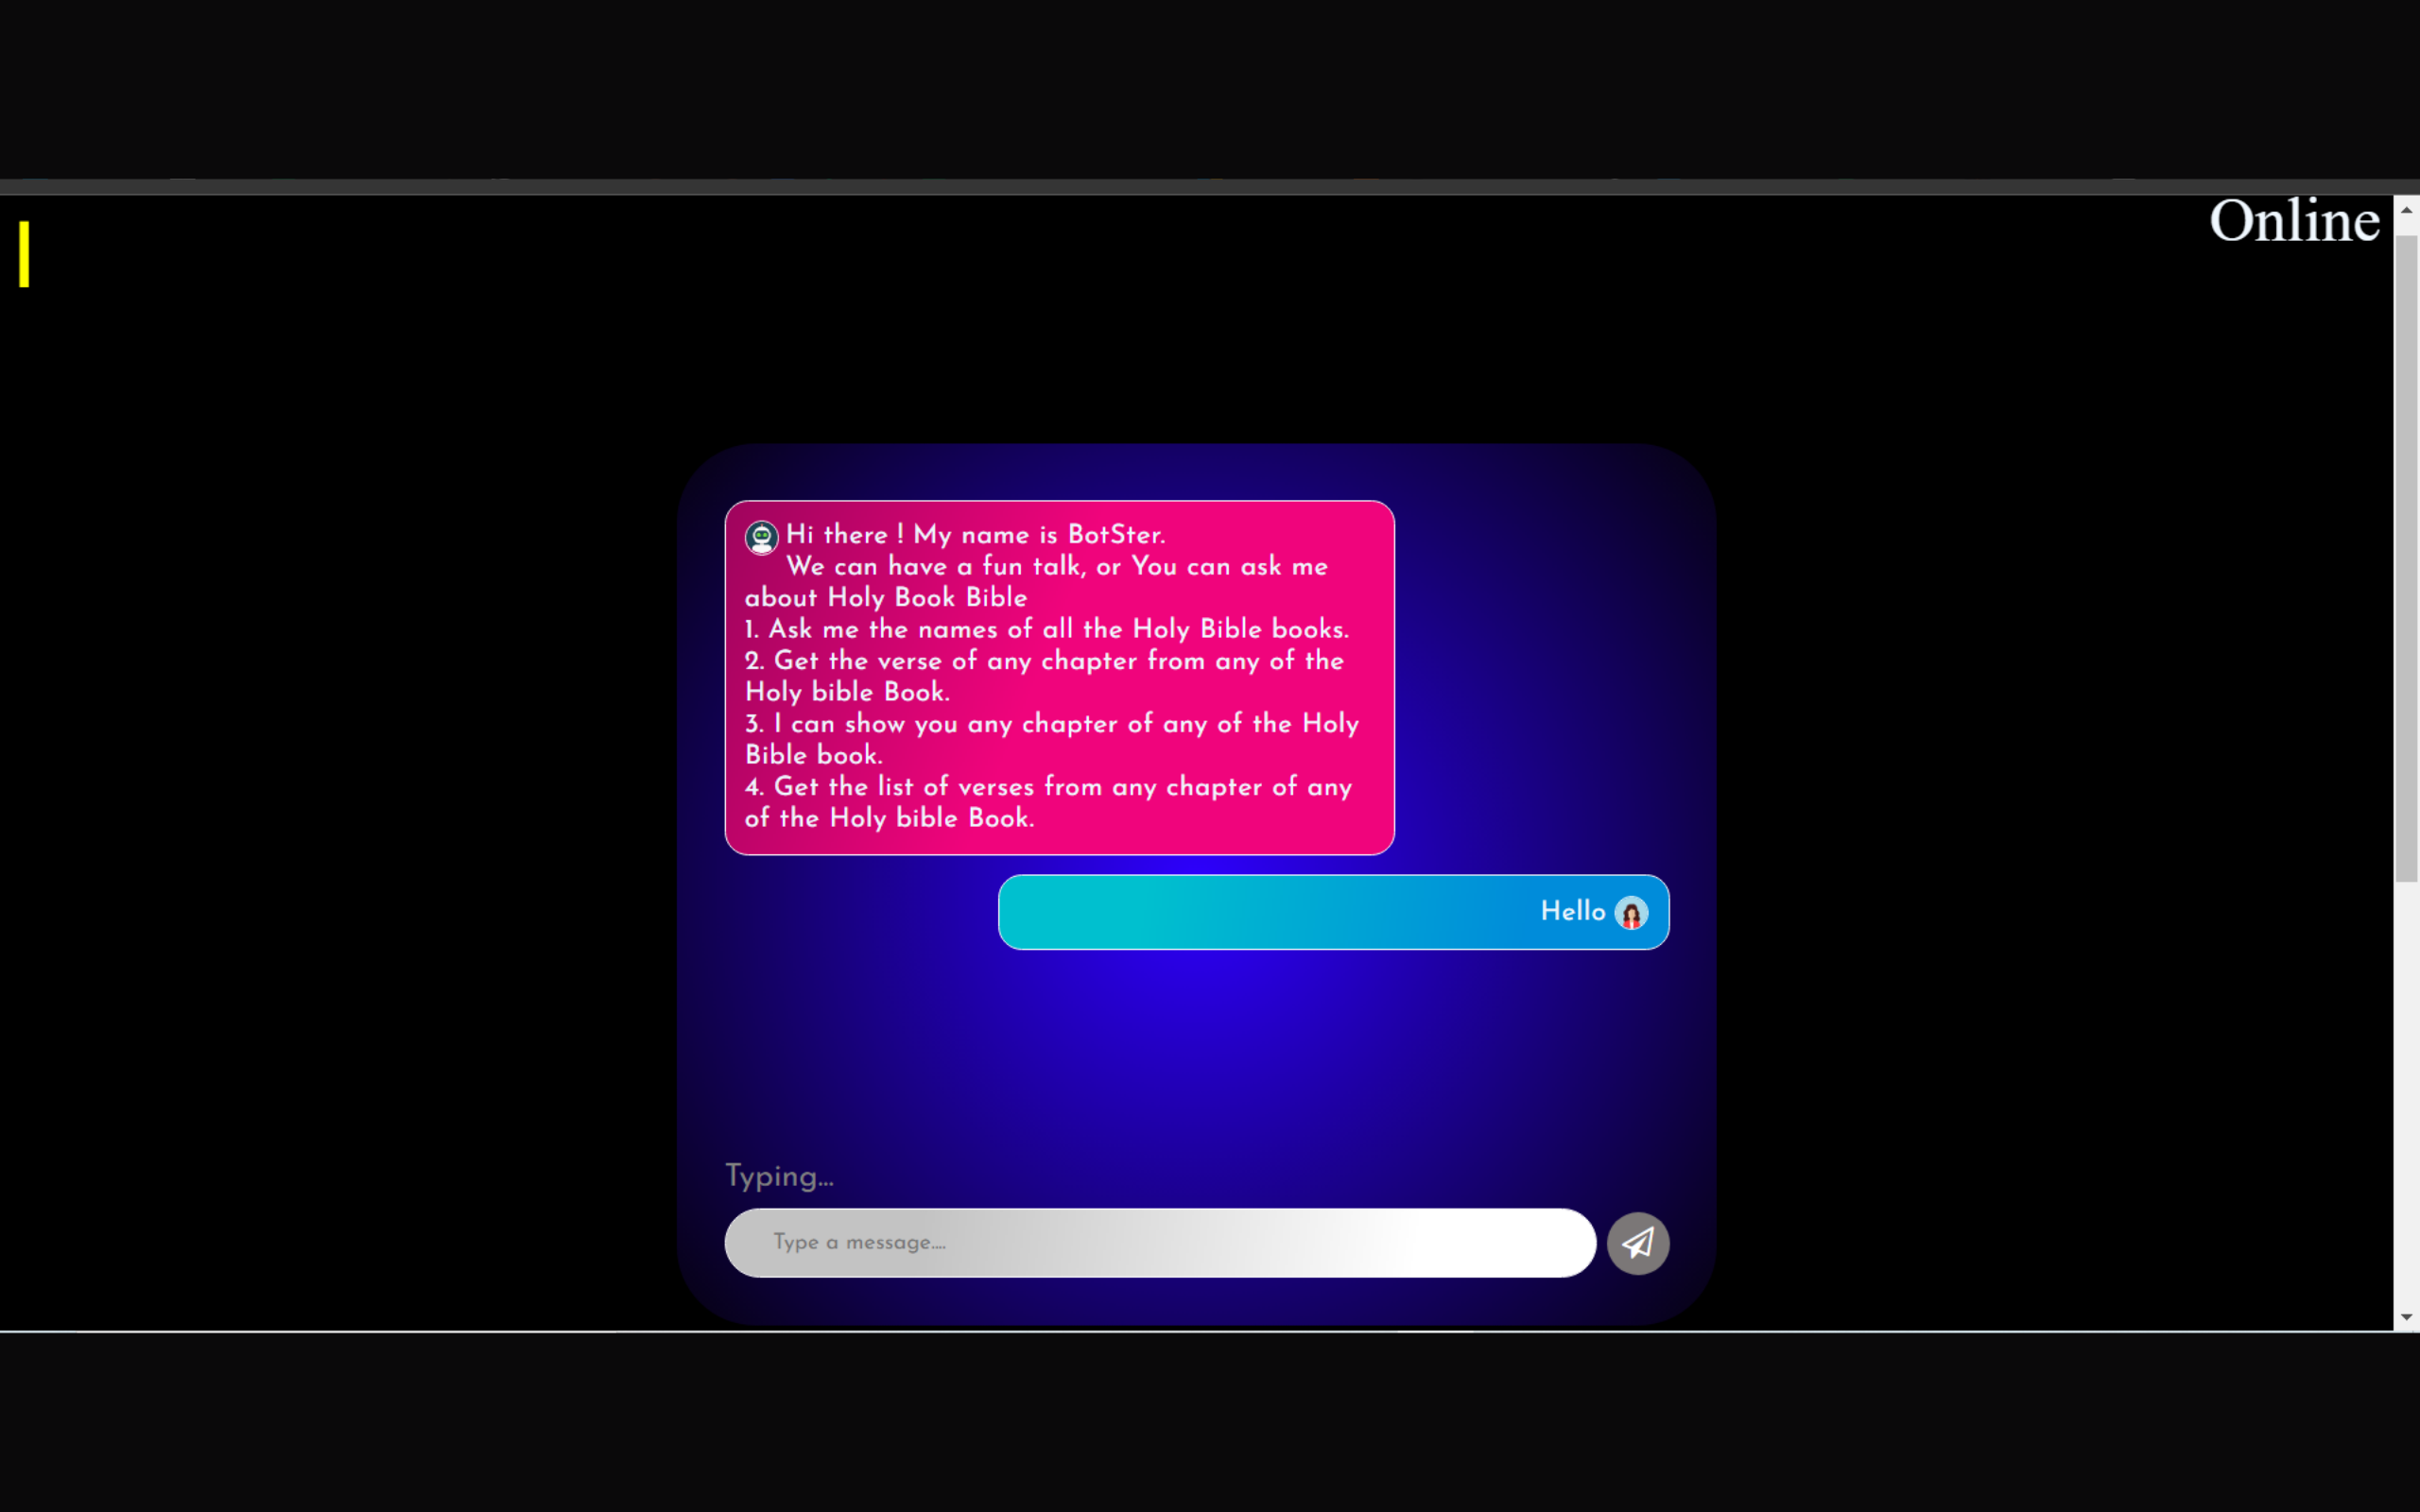 Online
Hi there ! My name is BotSter.
We can have a fun talk, or You can ask me
about Holy Book Bible
1. Ask me the names of all the Holy Bible books.
2. Get the verse of any chapter from any of the
Holy bible Book.
3. I can show you any chapter of any of the Holy
Bible book.
4. Get the list of verses from any chapter of any
of the Holy bible Book.
Hello
Typing...
Type a message....